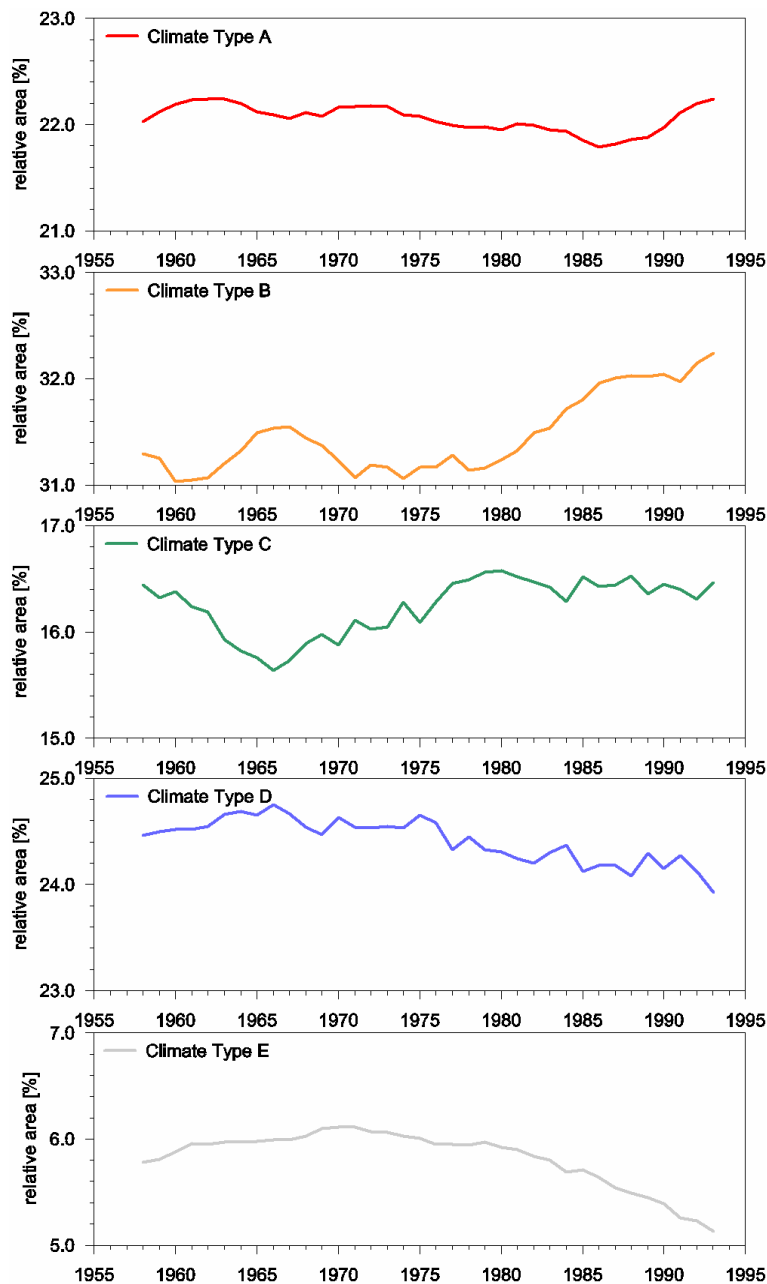 23.0
Climate Type A
relative area [%]
22.0
21.0
1955 1960 1965 1970 1975 1980 1985 1990 1995
33.0
Climate Type B
relative area [%]
32.0
31.0
1955 1960 1965 1970 1975 1980 1985 1990 1995
17.0
Climate Type C
relative area [%]
16.0
15.0
1955 1960 1965 1970 1975 1980 1985 1990 1995
25.0
Climate Type D
relative area [%]
24.0
23.0
1955 1960 1965 1970 1975 1980 1985 1990 1995
7.0
Climate Type E
relative area [%]
6.0
5.0
1955 1960 1965 1970 1975 1980 1985 1990 1995